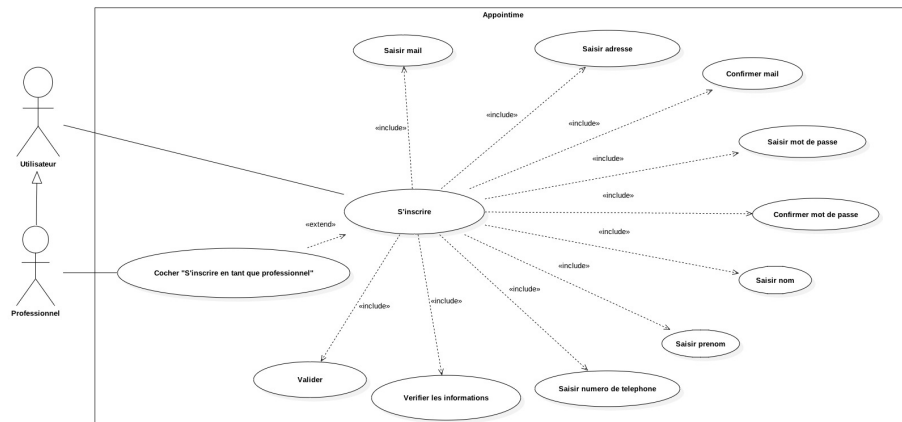 Appointime
Saisir mail
Saisir adresse
Confirmer mail
«include»
«include»
«include»
Utilisateur
Saisir mot de passe
«include»
«include»
S'inscrire
Confirmer mot de passe
«extend»
«include»
Cocher "S'inscrire en tant que professionnel"
Saisir nom
Professionnel
«include»
«include»
«include»
«include»
Saisir prenom
Valider
Verifier les informations
Saisir numero de telephone